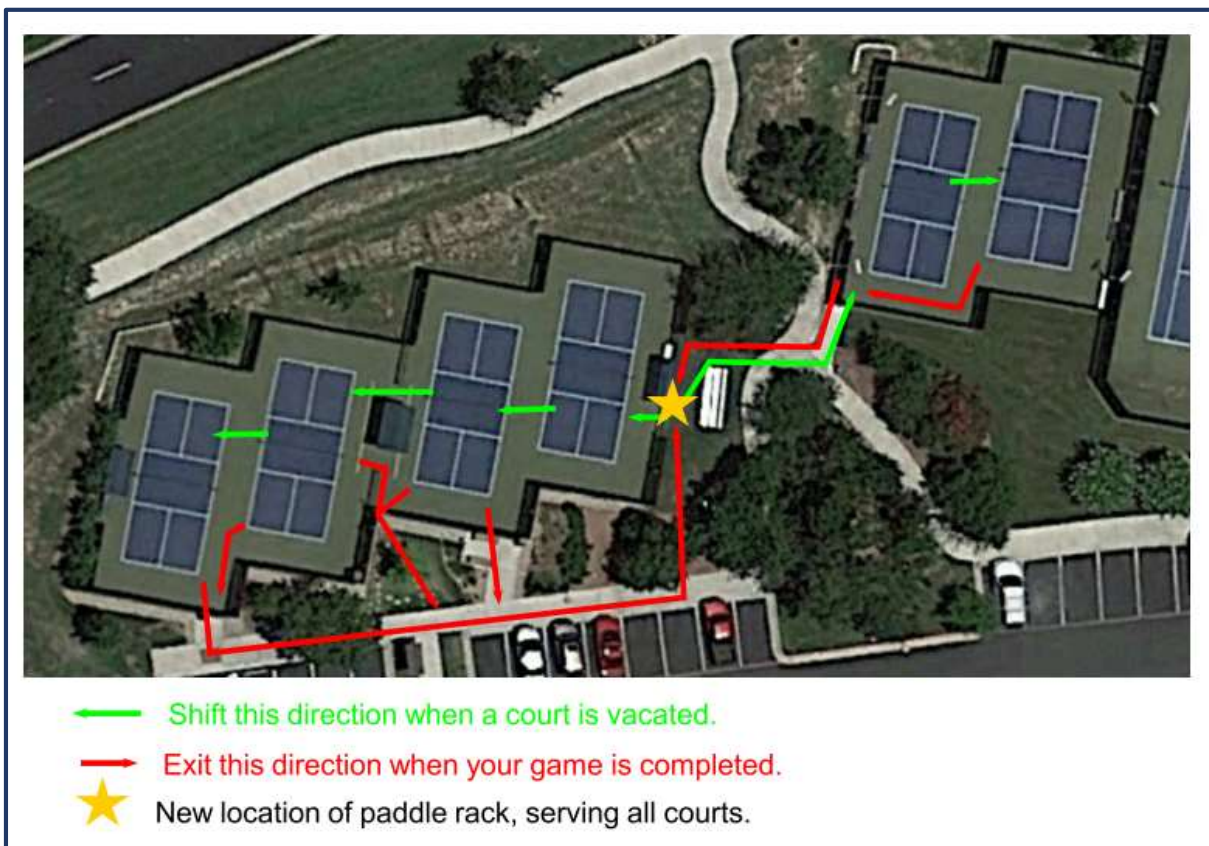 Shift this direction when a court is vacated.
Exit this direction when your game is completed.
New location of paddle rack, serving all courts.